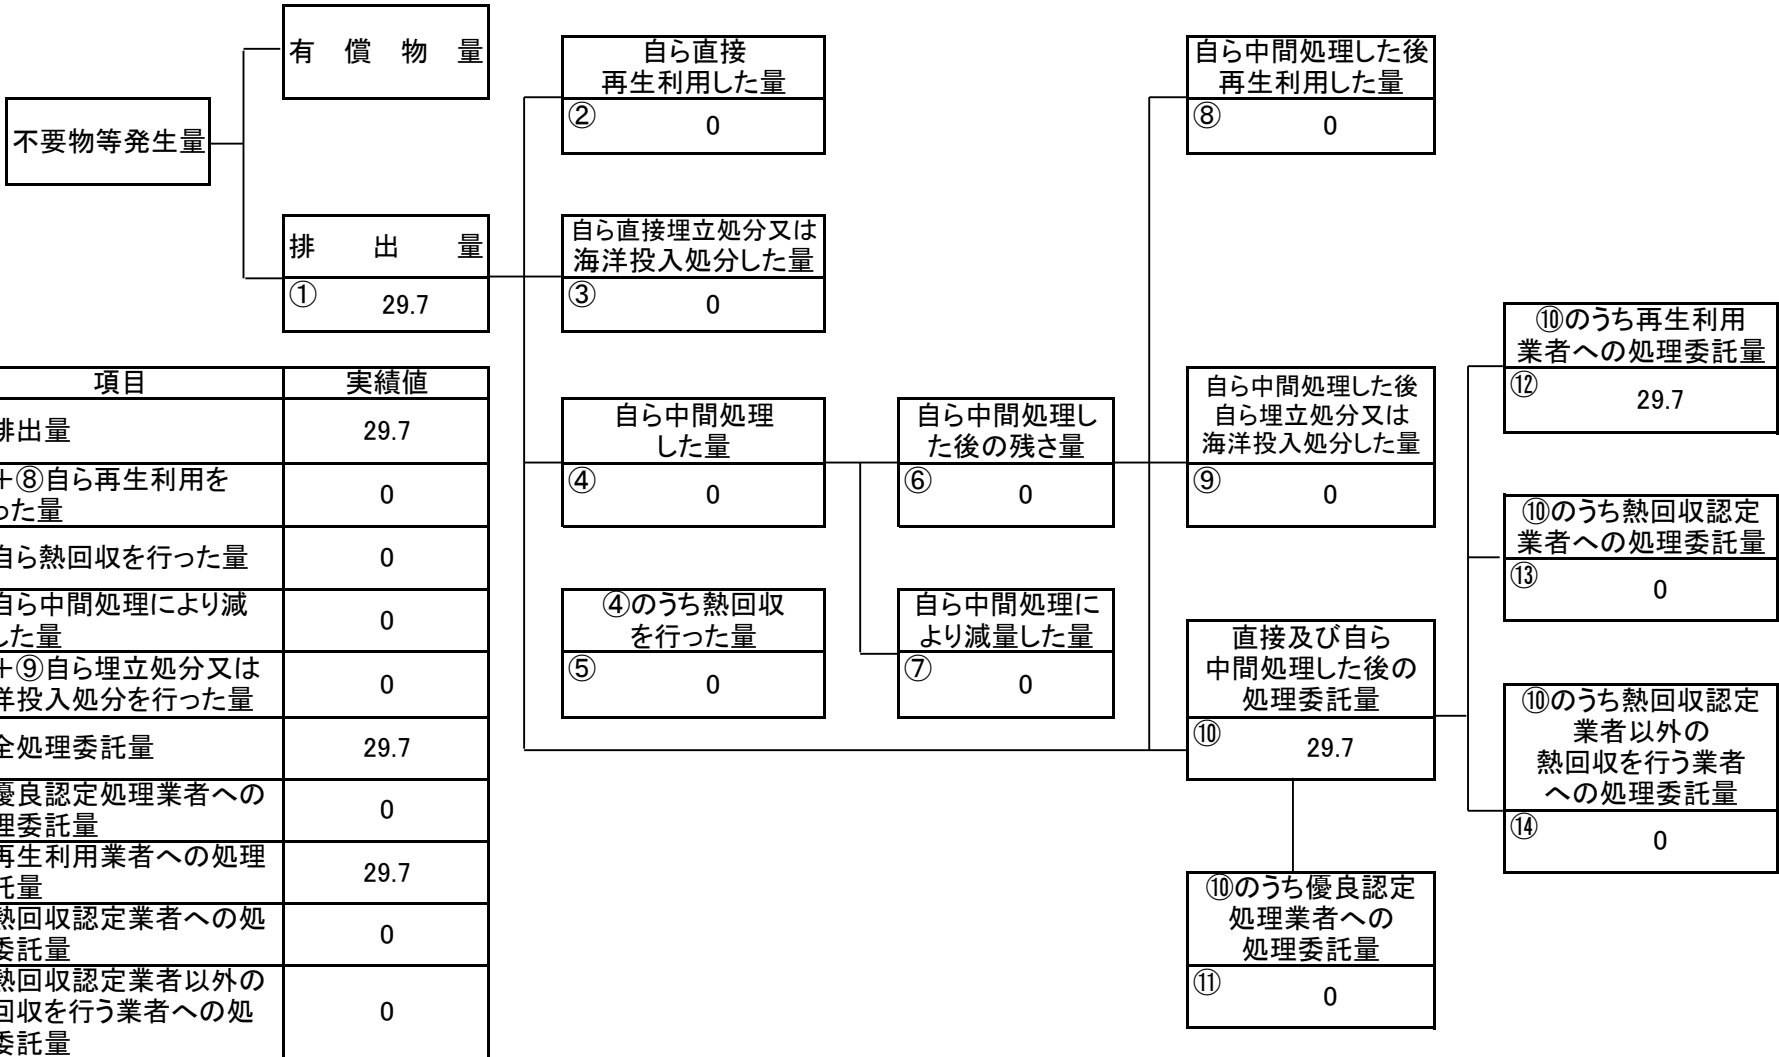 有償物量
不要物等発生量
排出量
①
29.7
自ら直接
再生利用した量
②
0
自ら直接埋立処分又は
海洋投入処分した量
③
0
自ら中間処理
した量
④
0
④のうち熱回収
を行った量
⑤
0
自ら中間処理し
た後の残さ量
⑥
0
自ら中間処理に
より減量した量
⑦
0
自ら中間処理した後
再生利用した量
⑧
0
自ら中間処理した後
自ら埋立処分又は
海洋投入処分した量
⑨
0
直接及び自ら
中間処理した後の
処理委託量
⑩
29.7
⑩のうち優良認定
処理業者への
処理委託量
⑪
0
⑩のうち再生利用
業者への処理委託量
⑫
29.7
⑩のうち熱回収認定
業者への処理委託量
⑬
0
⑩のうち熱回収認定
業者以外の
熱回収を行う業者
への処理委託量
⑭
0
項目
実績値
排出量
29.7
+⑧自ら再生利用を
った量
0
自ら熱回収を行った量
0
自ら中間処理により減
した量
0
+⑨自ら埋立処分又は
洋投入処分を行った量
0
全処理委託量
29.7
優良認定処理業者への
理委託量
0
再生利用業者への処理
託量
29.7
熱回収認定業者への処
委託量
0
熱回収認定業者以外の
回収を行う業者への処
委託量
0